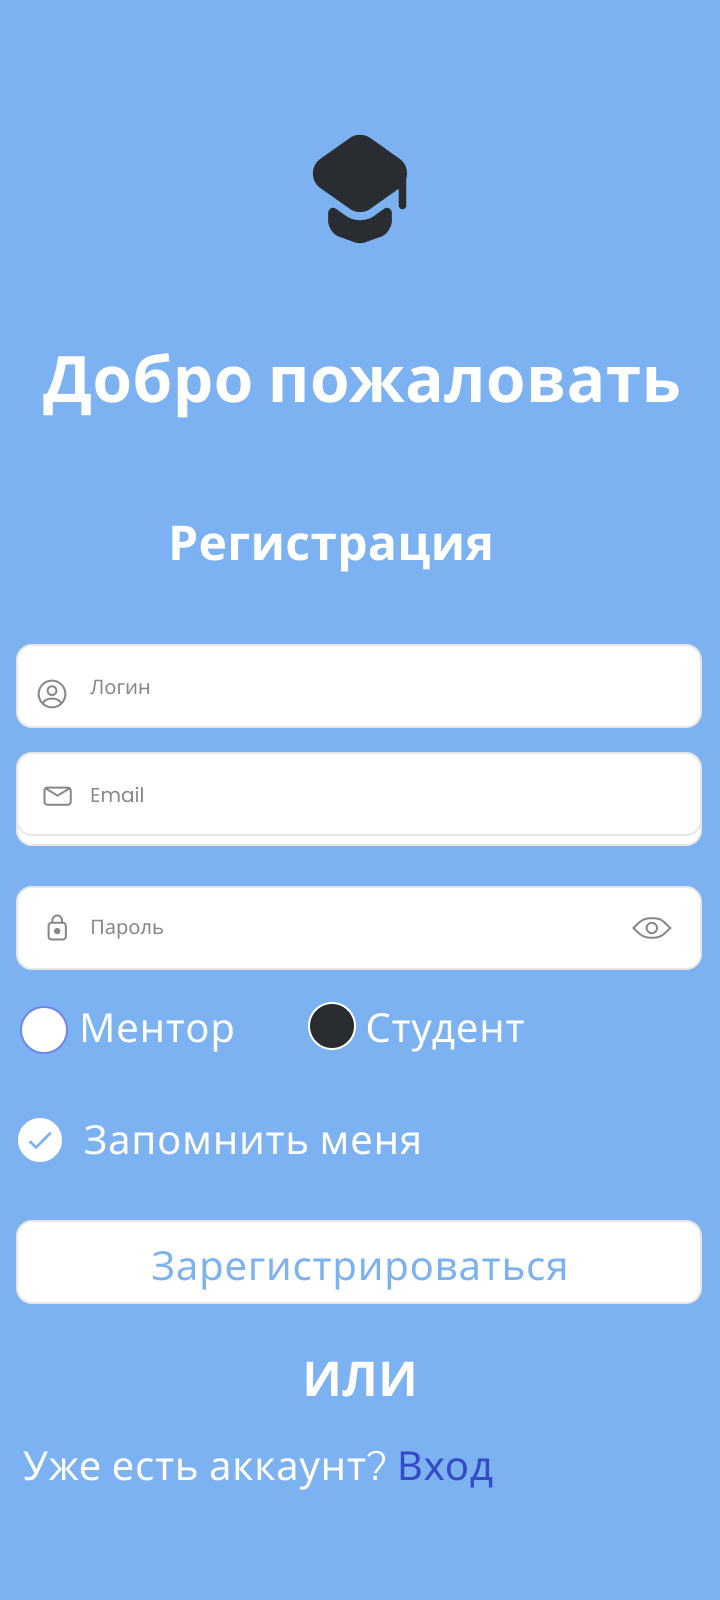 Добро пожаловать
Регистрация
Логин
Email
Пароль
Ментор Студент
Запомнить меня
Зарегистрироваться
ИЛИ
Уже есть аккаунт? Вход